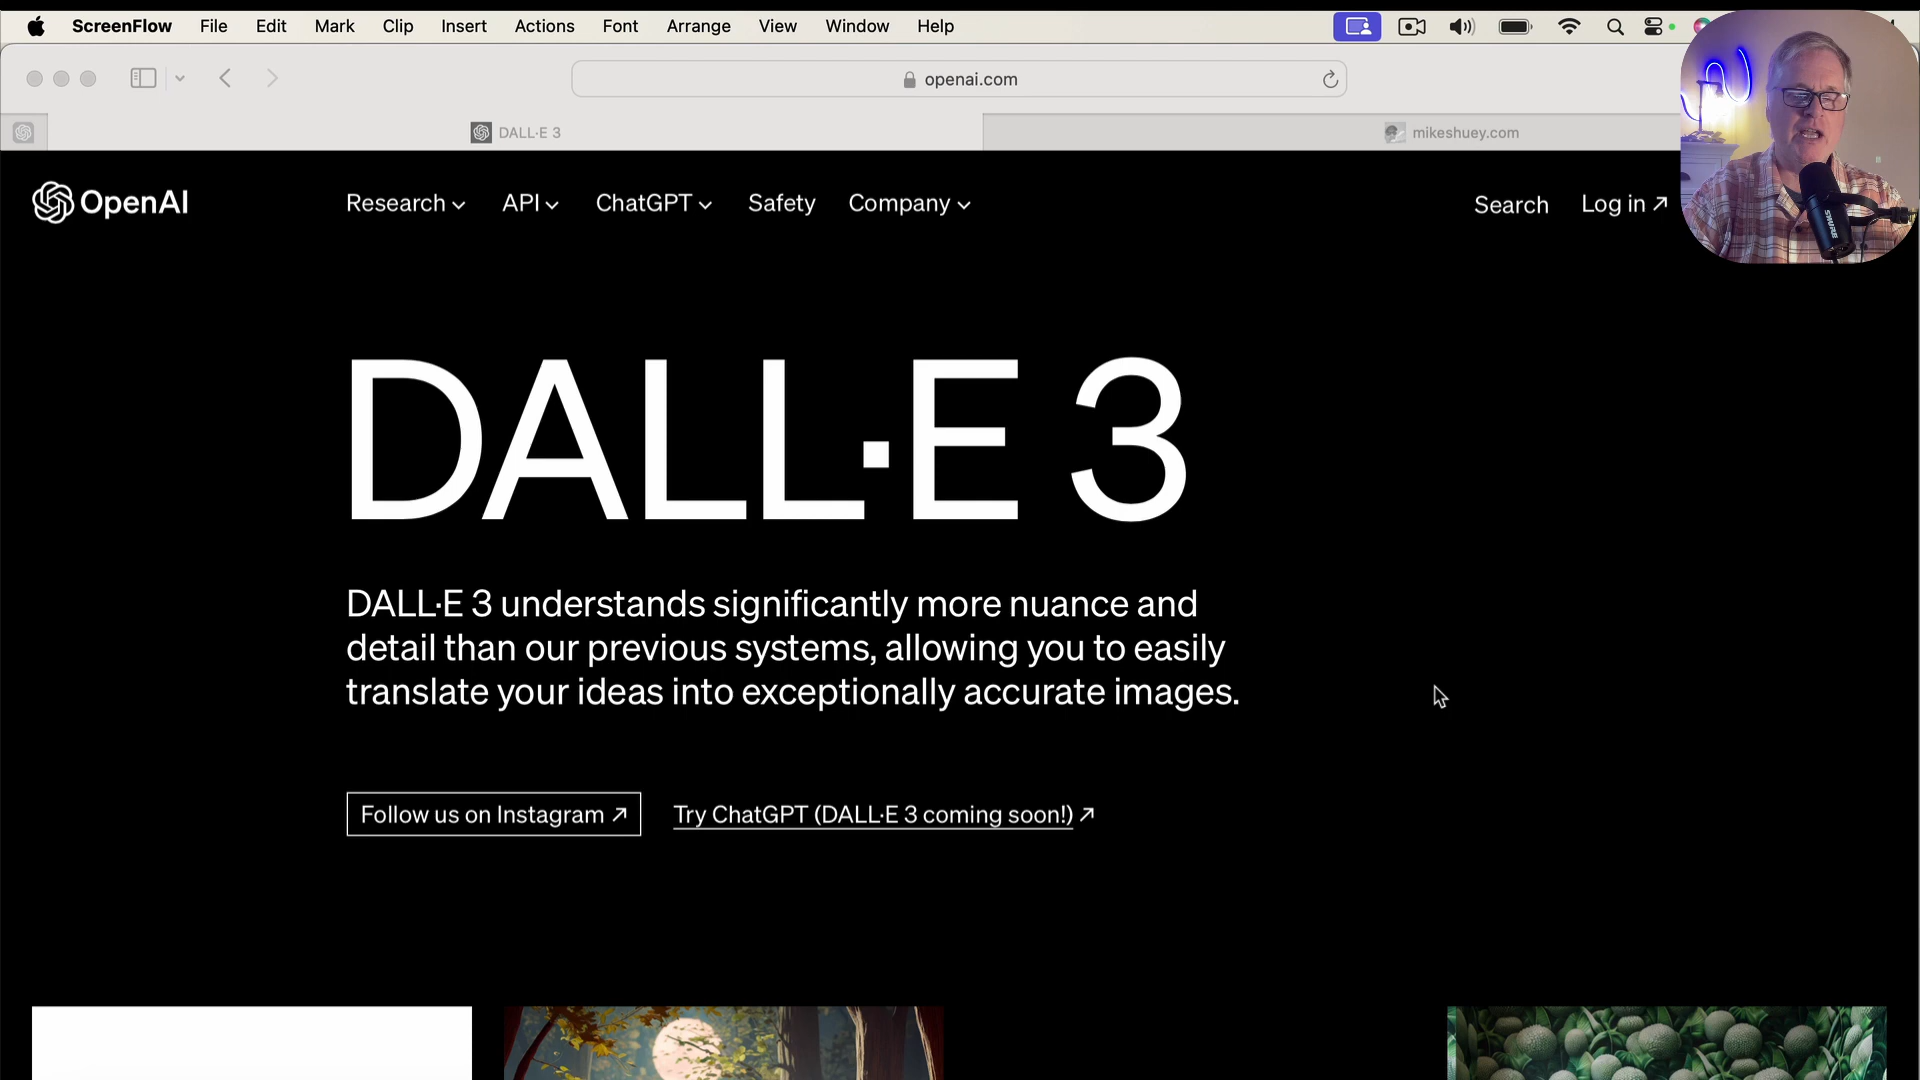 ScreenFlow File Edit Mark Clip Insert Actions Font Arrange View Window Help
openai.com
DALL·E 3 mikeshuey.com
OpenAI Research API ChatGPT Safety Company Search Log in ↗
DALL·E 3
DALL·E 3 understands significantly more nuance and
detail than our previous systems, allowing you to easily
translate your ideas into exceptionally accurate images.
Follow us on Instagram ↗ Try ChatGPT (DALL·E 3 coming soon!) ↗
SHURE